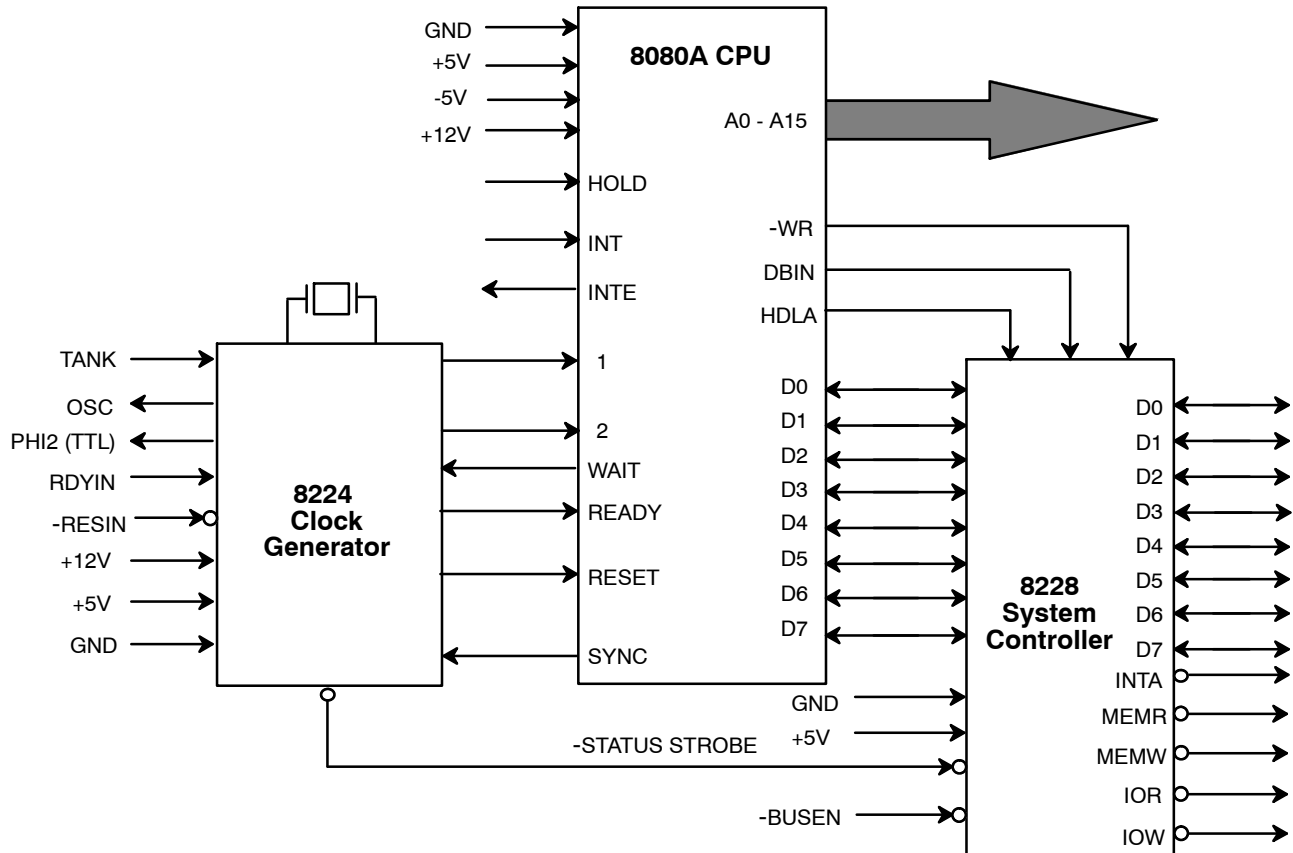 GND
+5V
-5V
+12V
8080A CPU
A0 - A15
HOLD
INT
INTE
-WR
DBIN
HDLA
1
2
WAIT
READY
RESET
SYNC
D0
D1
D2
D3
D4
D5
D6
D7
TANK
OSC
PHI2 (TTL)
RDYIN
-RESIN
+12V
+5V
GND
8224
Clock
Generator
-STATUS STROBE
GND
+5V
-BUSEN
8228
System
Controller
D0
D1
D2
D3
D4
D5
D6
D7
INTA
MEMR
MEMW
IOR
IOW